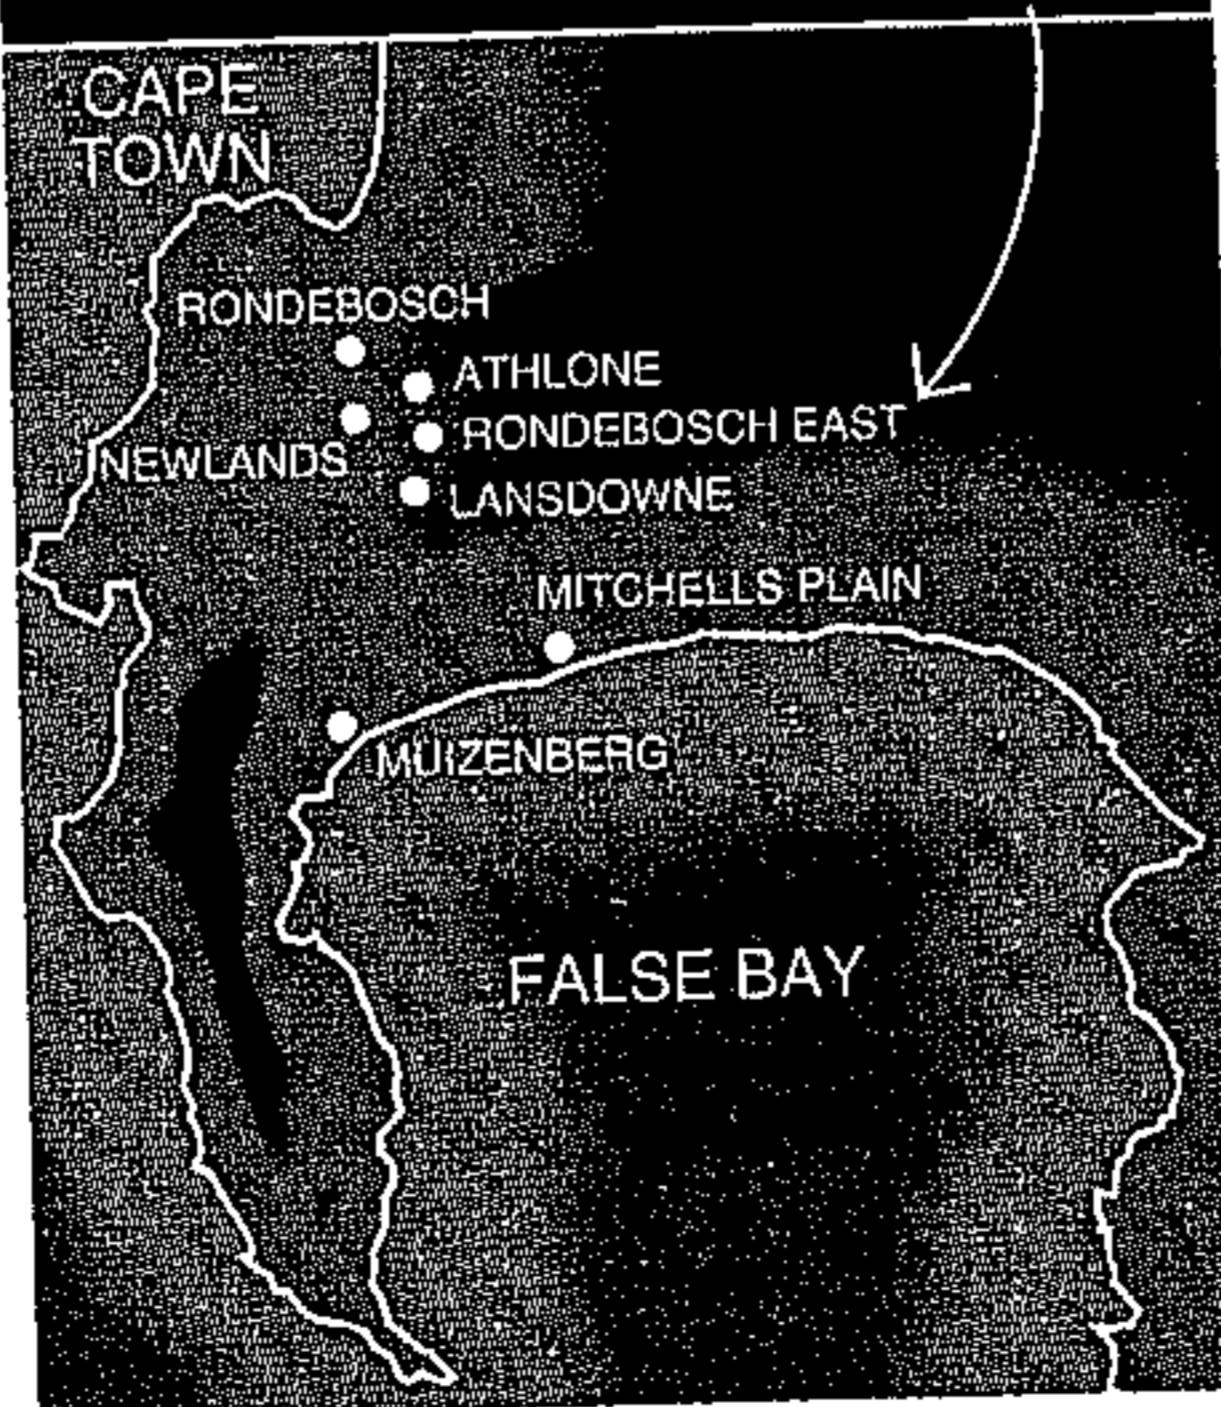 CAPE
TOWN
RONDEBOSCH
ATHLONE
RONDEBOSCH EAST
NEWLANDS
LANSDOWNE
MITCHELLS PLAIN
MUIZENBERG
FALSE BAY